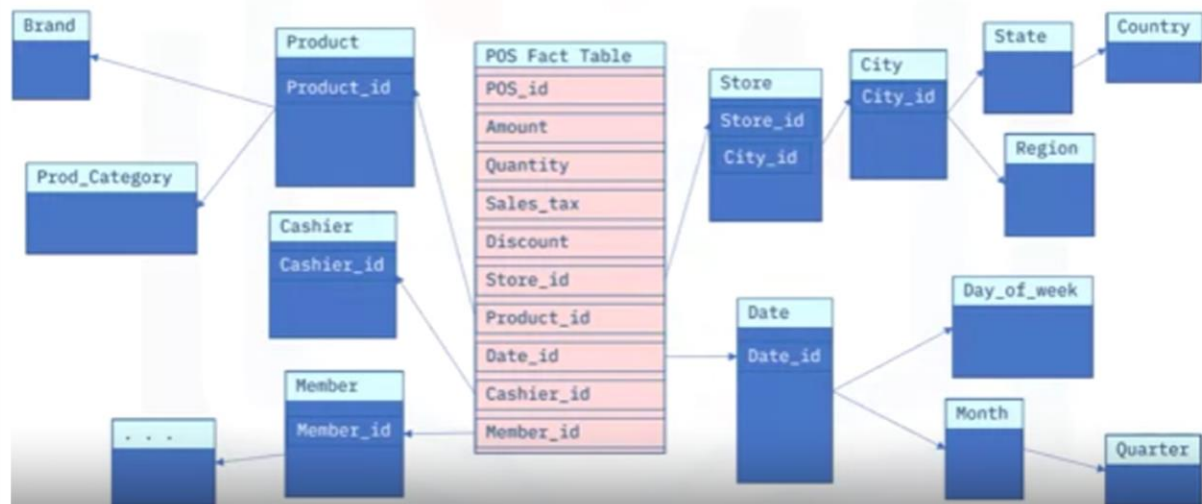 Brand
Product
Product_id
Prod_Category
Cashier
Cashier_id
Member
Member_id
. . .
POS Fact Table
POS_id
Amount
Quantity
Sales_tax
Discount
Store_id
Product_id
Date_id
Cashier_id
Member_id
Store
Store_id
City_id
City
City_id
State
Country
Region
Date
Date_id
Day_of_week
Month
Quarter